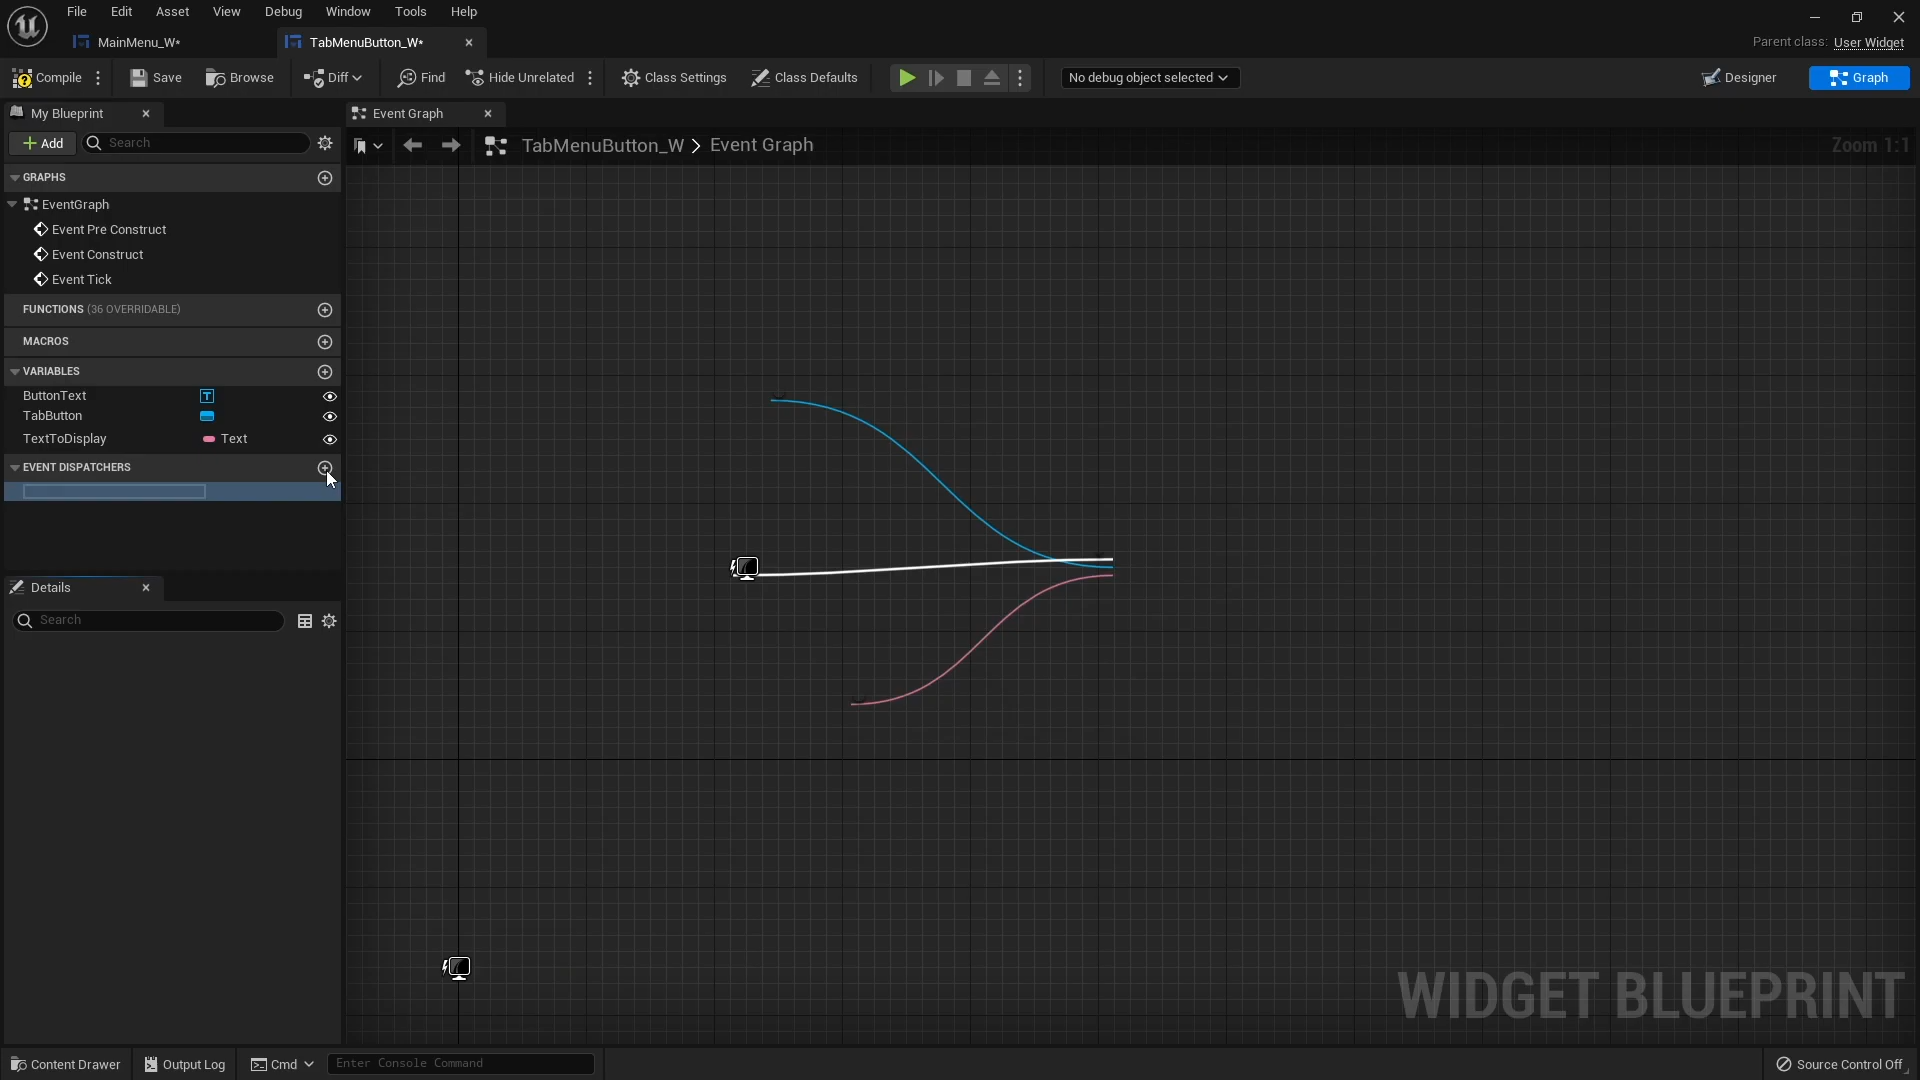 File Edit Asset View Debug Window Tools Help
MainMenu_W*
TabMenuButton_W*
Parent class: User Widget
Compile
Save
Browse
Diff
Find
Hide Unrelated
Class Settings
Class Defaults
No debug object selected
Designer
Graph
My Blueprint
Event Graph
Add
Search
TabMenuButton_W > Event Graph
Zoom 1:1
GRAPHS
EventGraph
Event Pre Construct
Event Construct
Event Tick
FUNCTIONS (36 OVERRIDABLE)
MACROS
VARIABLES
ButtonText
TabButton
TextToDisplay Text
EVENT DISPATCHERS
Details
Search
WIDGET BLUEPRINT
Content Drawer
Output Log
Cmd
Enter Console Command
Source Control Off